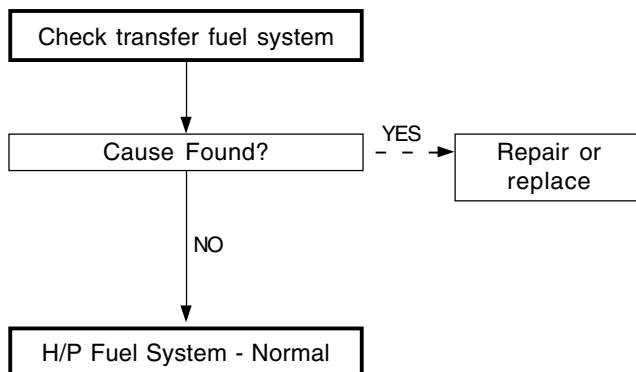 Check transfer fuel system
Cause Found?
YES
Repair or
replace
NO
H/P Fuel System - Normal